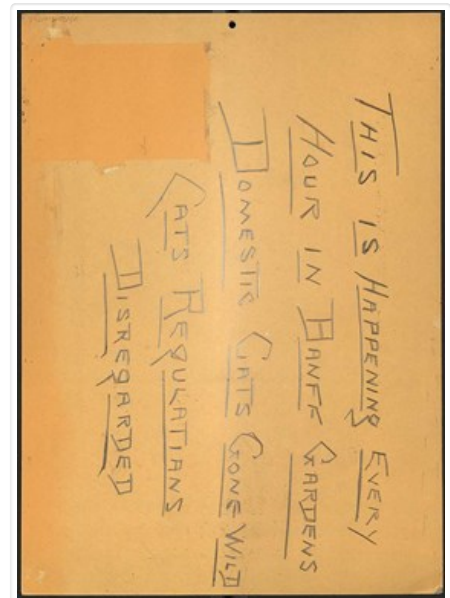 THIS IS HAPPENING EVERY
HOUR IN BANFF GARDENS
DOMESTIC CATS GONE WILD
CATS REGULATIANS
DISREGARDED